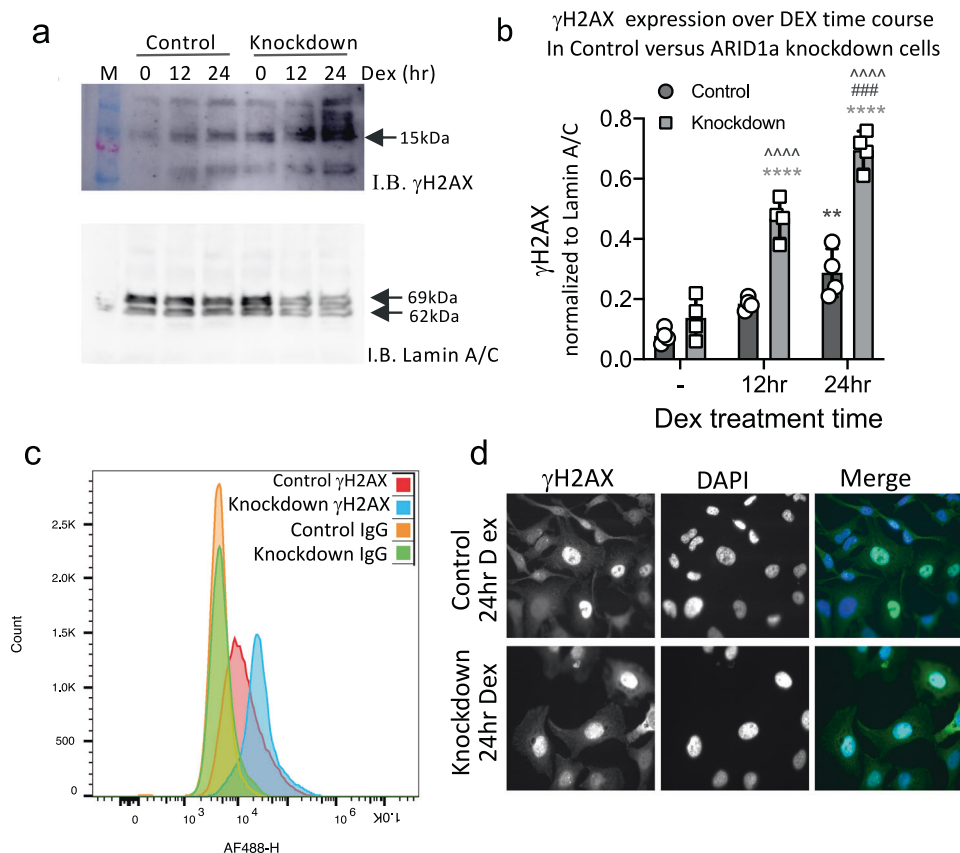 a
Control Knockdown
M 0 12 24 0 12 24 Dex (hr)
15kDa
I.B. γH2AX
69kDa
62kDa
I.B. Lamin A/C
b
γH2AX expression over DEX time course
In Control versus ARID1a knockdown cells
Control
Knockdown
^^^^
****
**
^^^^
###
****
γH2AX
normalized to Lamin A/C
0.8
0.6
0.4
0.2
0.0
- 12hr 24hr
Dex treatment time
c
Control γH2AX
Knockdown γH2AX
Control IgG
Knockdown IgG
Count
2.5K
2.0K
1.5K
1.0K
500
0
0 10³ 10⁴ 10⁶ 1.0K
AF488-H
d
γH2AX DAPI Merge
Control
24hr D ex
Knockdown
24hr Dex